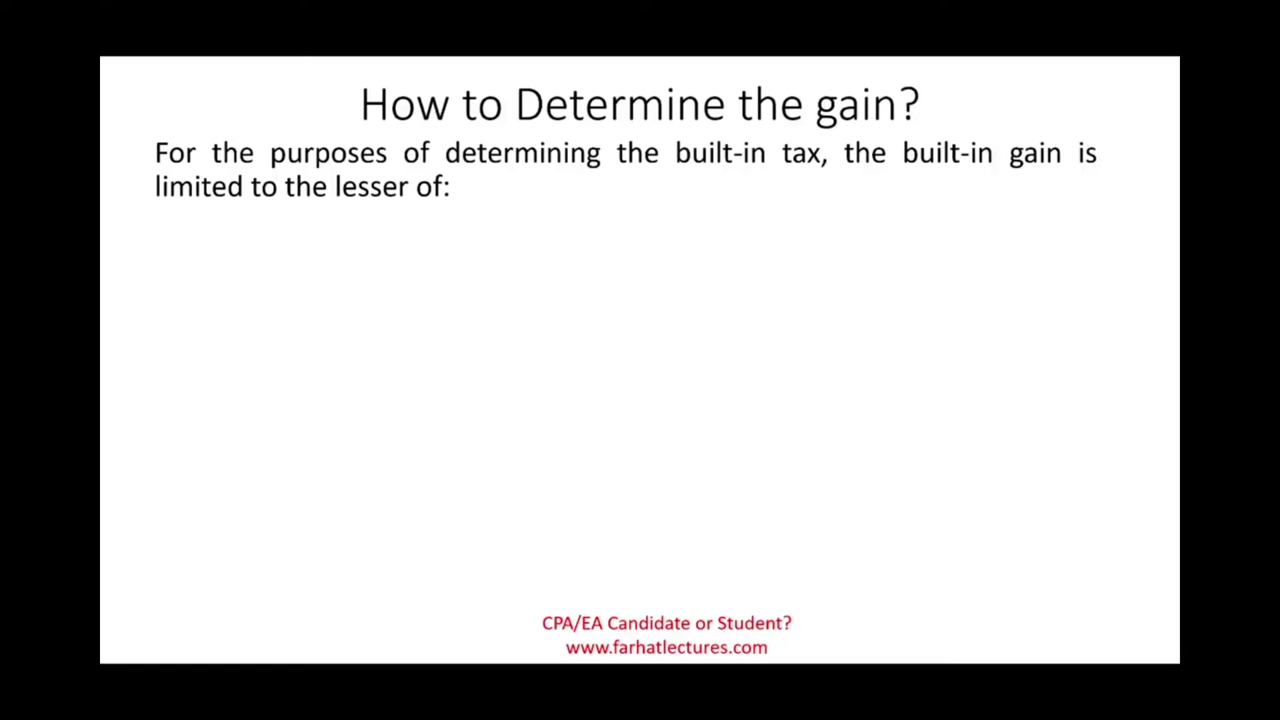 How to Determine the gain?
For the purposes of determining the built-in tax, the built-in gain is
limited to the lesser of:
CPA/EA Candidate or Student?
www.farhatlectures.com